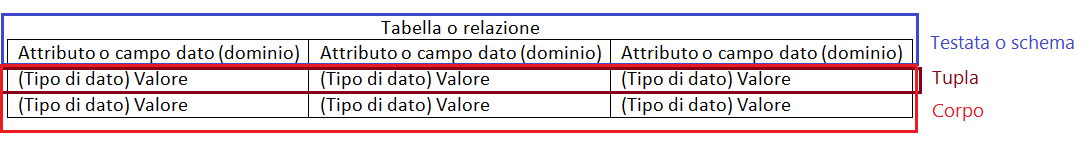 Tabella o relazione
Attributo o campo dato (dominio) Attributo o campo dato (dominio) Attributo o campo dato (dominio) Testata o schema
(Tipo di dato) Valore (Tipo di dato) Valore (Tipo di dato) Valore Tupla
(Tipo di dato) Valore (Tipo di dato) Valore (Tipo di dato) Valore Corpo